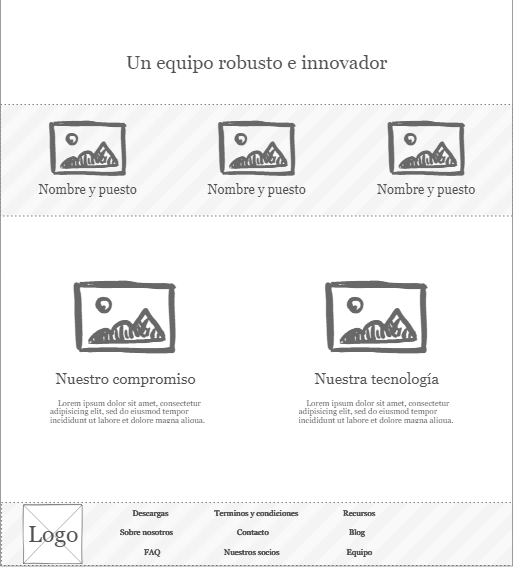 Un equipo robusto e innovador
Nombre y puesto
Nombre y puesto
Nombre y puesto
Nuestro compromiso
Lorem ipsum dolor sit amet, consectetur
adipisicing elit, sed do eiusmod tempor
incididunt ut labore et dolore magna aliqua.
Nuestra tecnología
Lorem ipsum dolor sit amet, consectetur
adipisicing elit, sed do eiusmod tempor
incididunt ut labore et dolore magna aliqua.
Logo
Descargas
Terminos y condiciones
Recursos
Sobre nosotros
Contacto
Blog
FAQ
Nuestros socios
Equipo